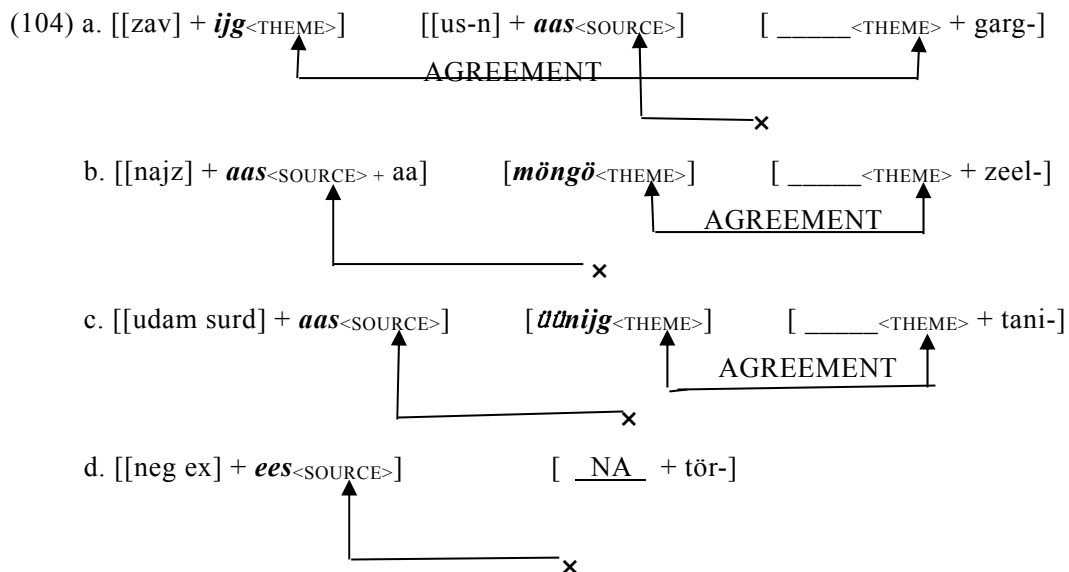 (104) a. [[zav] + ijg<THEME>] [[us-n] + aas<SOURCE>] [ _____<THEME> + garg-]
AGREEMENT
×
b. [[najz] + aas<SOURCE> + aa] [möngö<THEME>] [ _____<THEME> + zeel-]
AGREEMENT
×
c. [[udam surd] + aas<SOURCE>] [üünijg<THEME>] [ _____<THEME> + tani-]
AGREEMENT
×
d. [[neg ex] + ees<SOURCE>] [ NA + tör-]
×